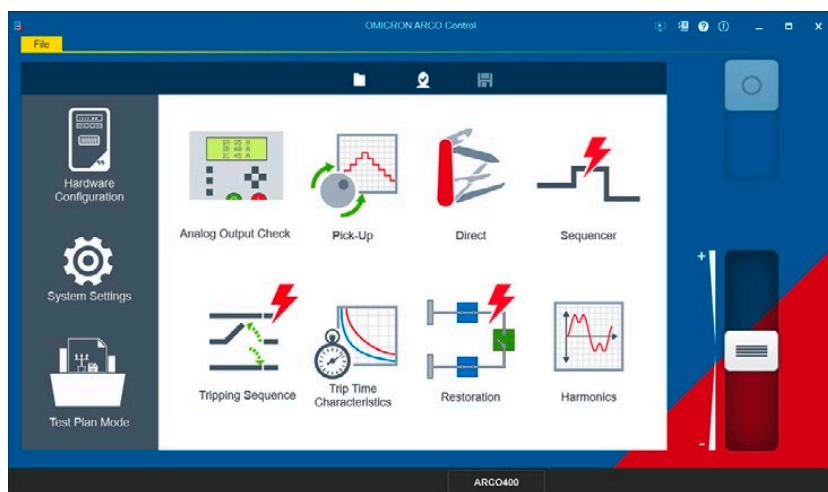 OMICRON ARCO Control
File
Hardware
Configuration
System Settings
Test Plan Mode
Analog Output Check
Pick-Up
Direct
Sequencer
Tripping Sequence
Trip Time
Characteristics
Restoration
Harmonics
+
-
ARCO400